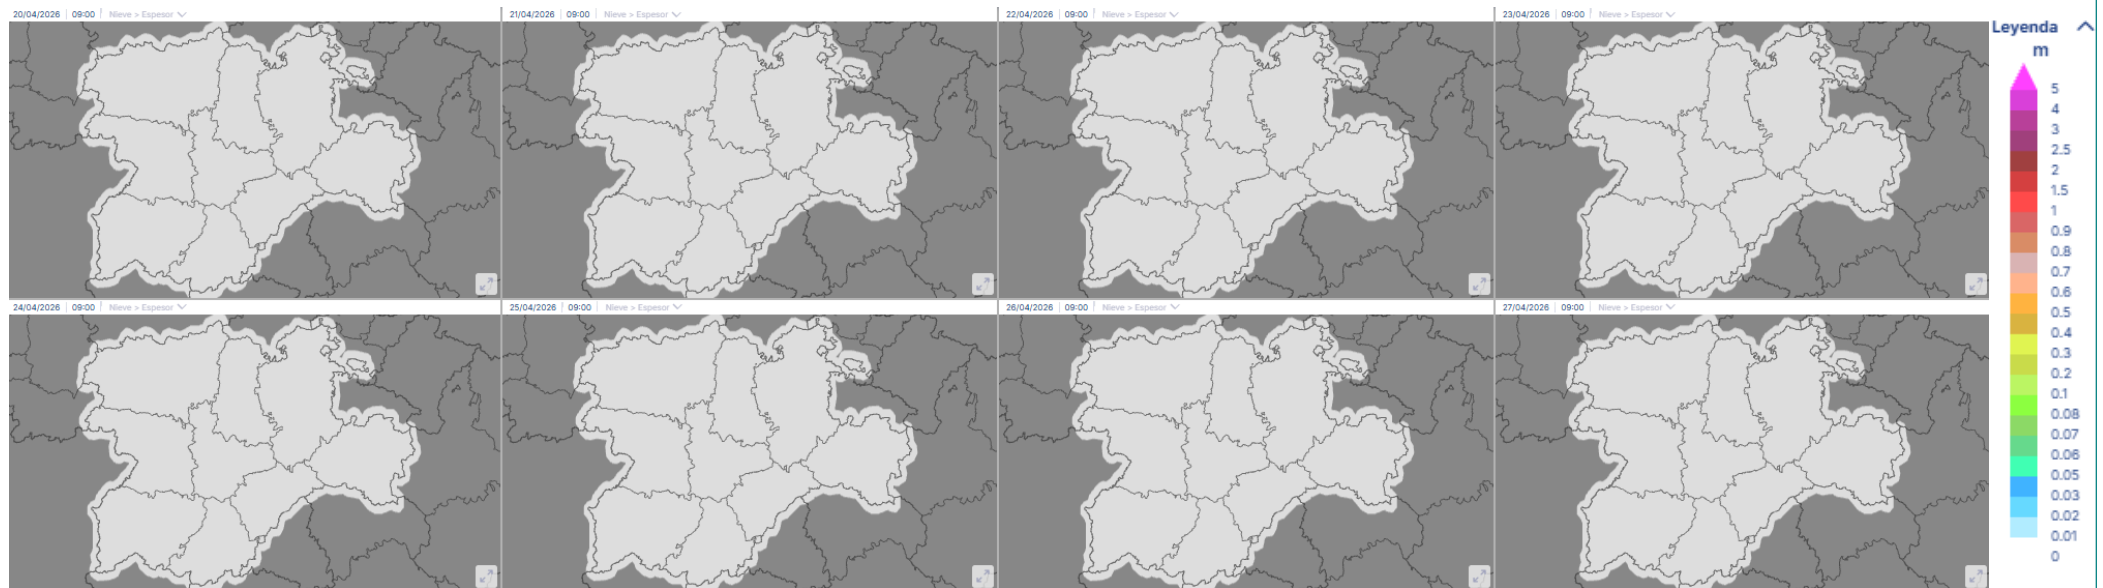 20/04/2026 09:00 Nieve > Espesor
21/04/2026 09:00 Nieve > Espesor
22/04/2026 09:00 Nieve > Espesor
23/04/2026 09:00 Nieve > Espesor
Leyenda
m
5
4
3
2.5
2
1.5
1
0.9
0.8
0.7
0.6
0.5
0.4
0.3
0.2
0.1
0.08
0.07
0.06
0.05
0.03
0.02
0.01
0
24/04/2026 09:00 Nieve > Espesor
25/04/2026 09:00 Nieve > Espesor
26/04/2026 09:00 Nieve > Espesor
27/04/2026 09:00 Nieve > Espesor